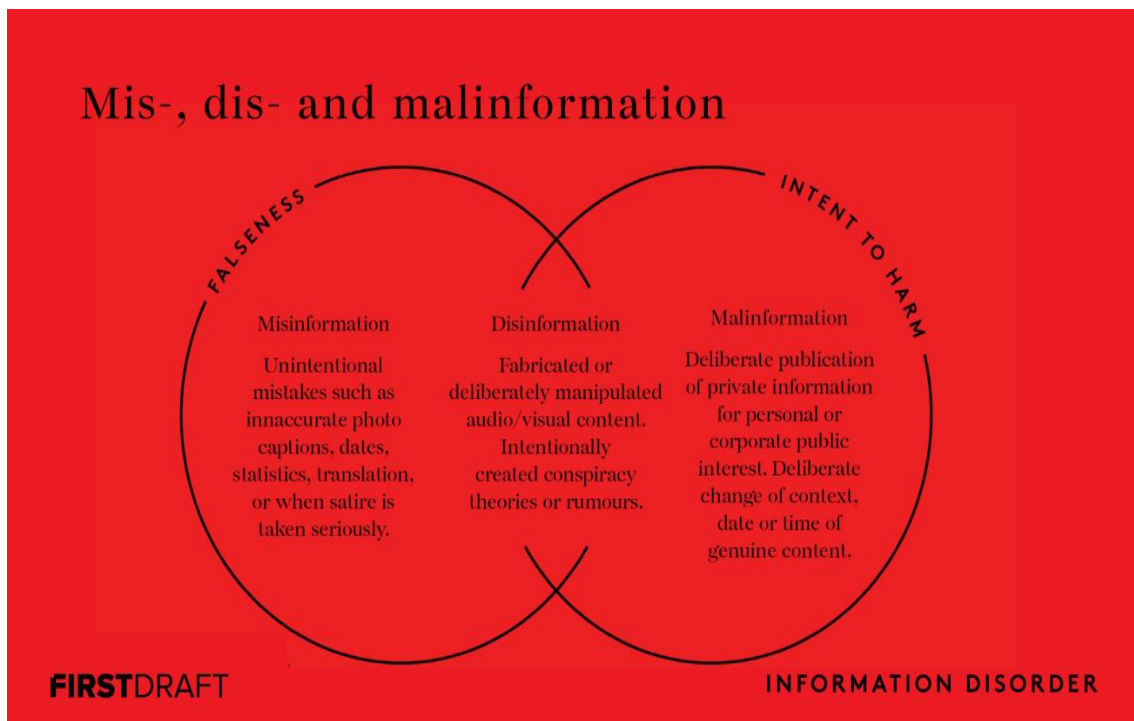 Mis-, dis- and malinformation
FALSENESS
INTENT TO HARM
Misinformation
Unintentional
mistakes such as
innaccurate photo
captions, dates,
statistics, translation,
or when satire is
taken seriously.
Disinformation
Fabricated or
deliberately manipulated
audio/visual content.
Intentionally
created conspiracy
theories or rumours.
Malinformation
Deliberate publication
of private information
for personal or
corporate public
interest. Deliberate
change of context,
date or time of
genuine content.
FIRSTDRAFT
INFORMATION DISORDER